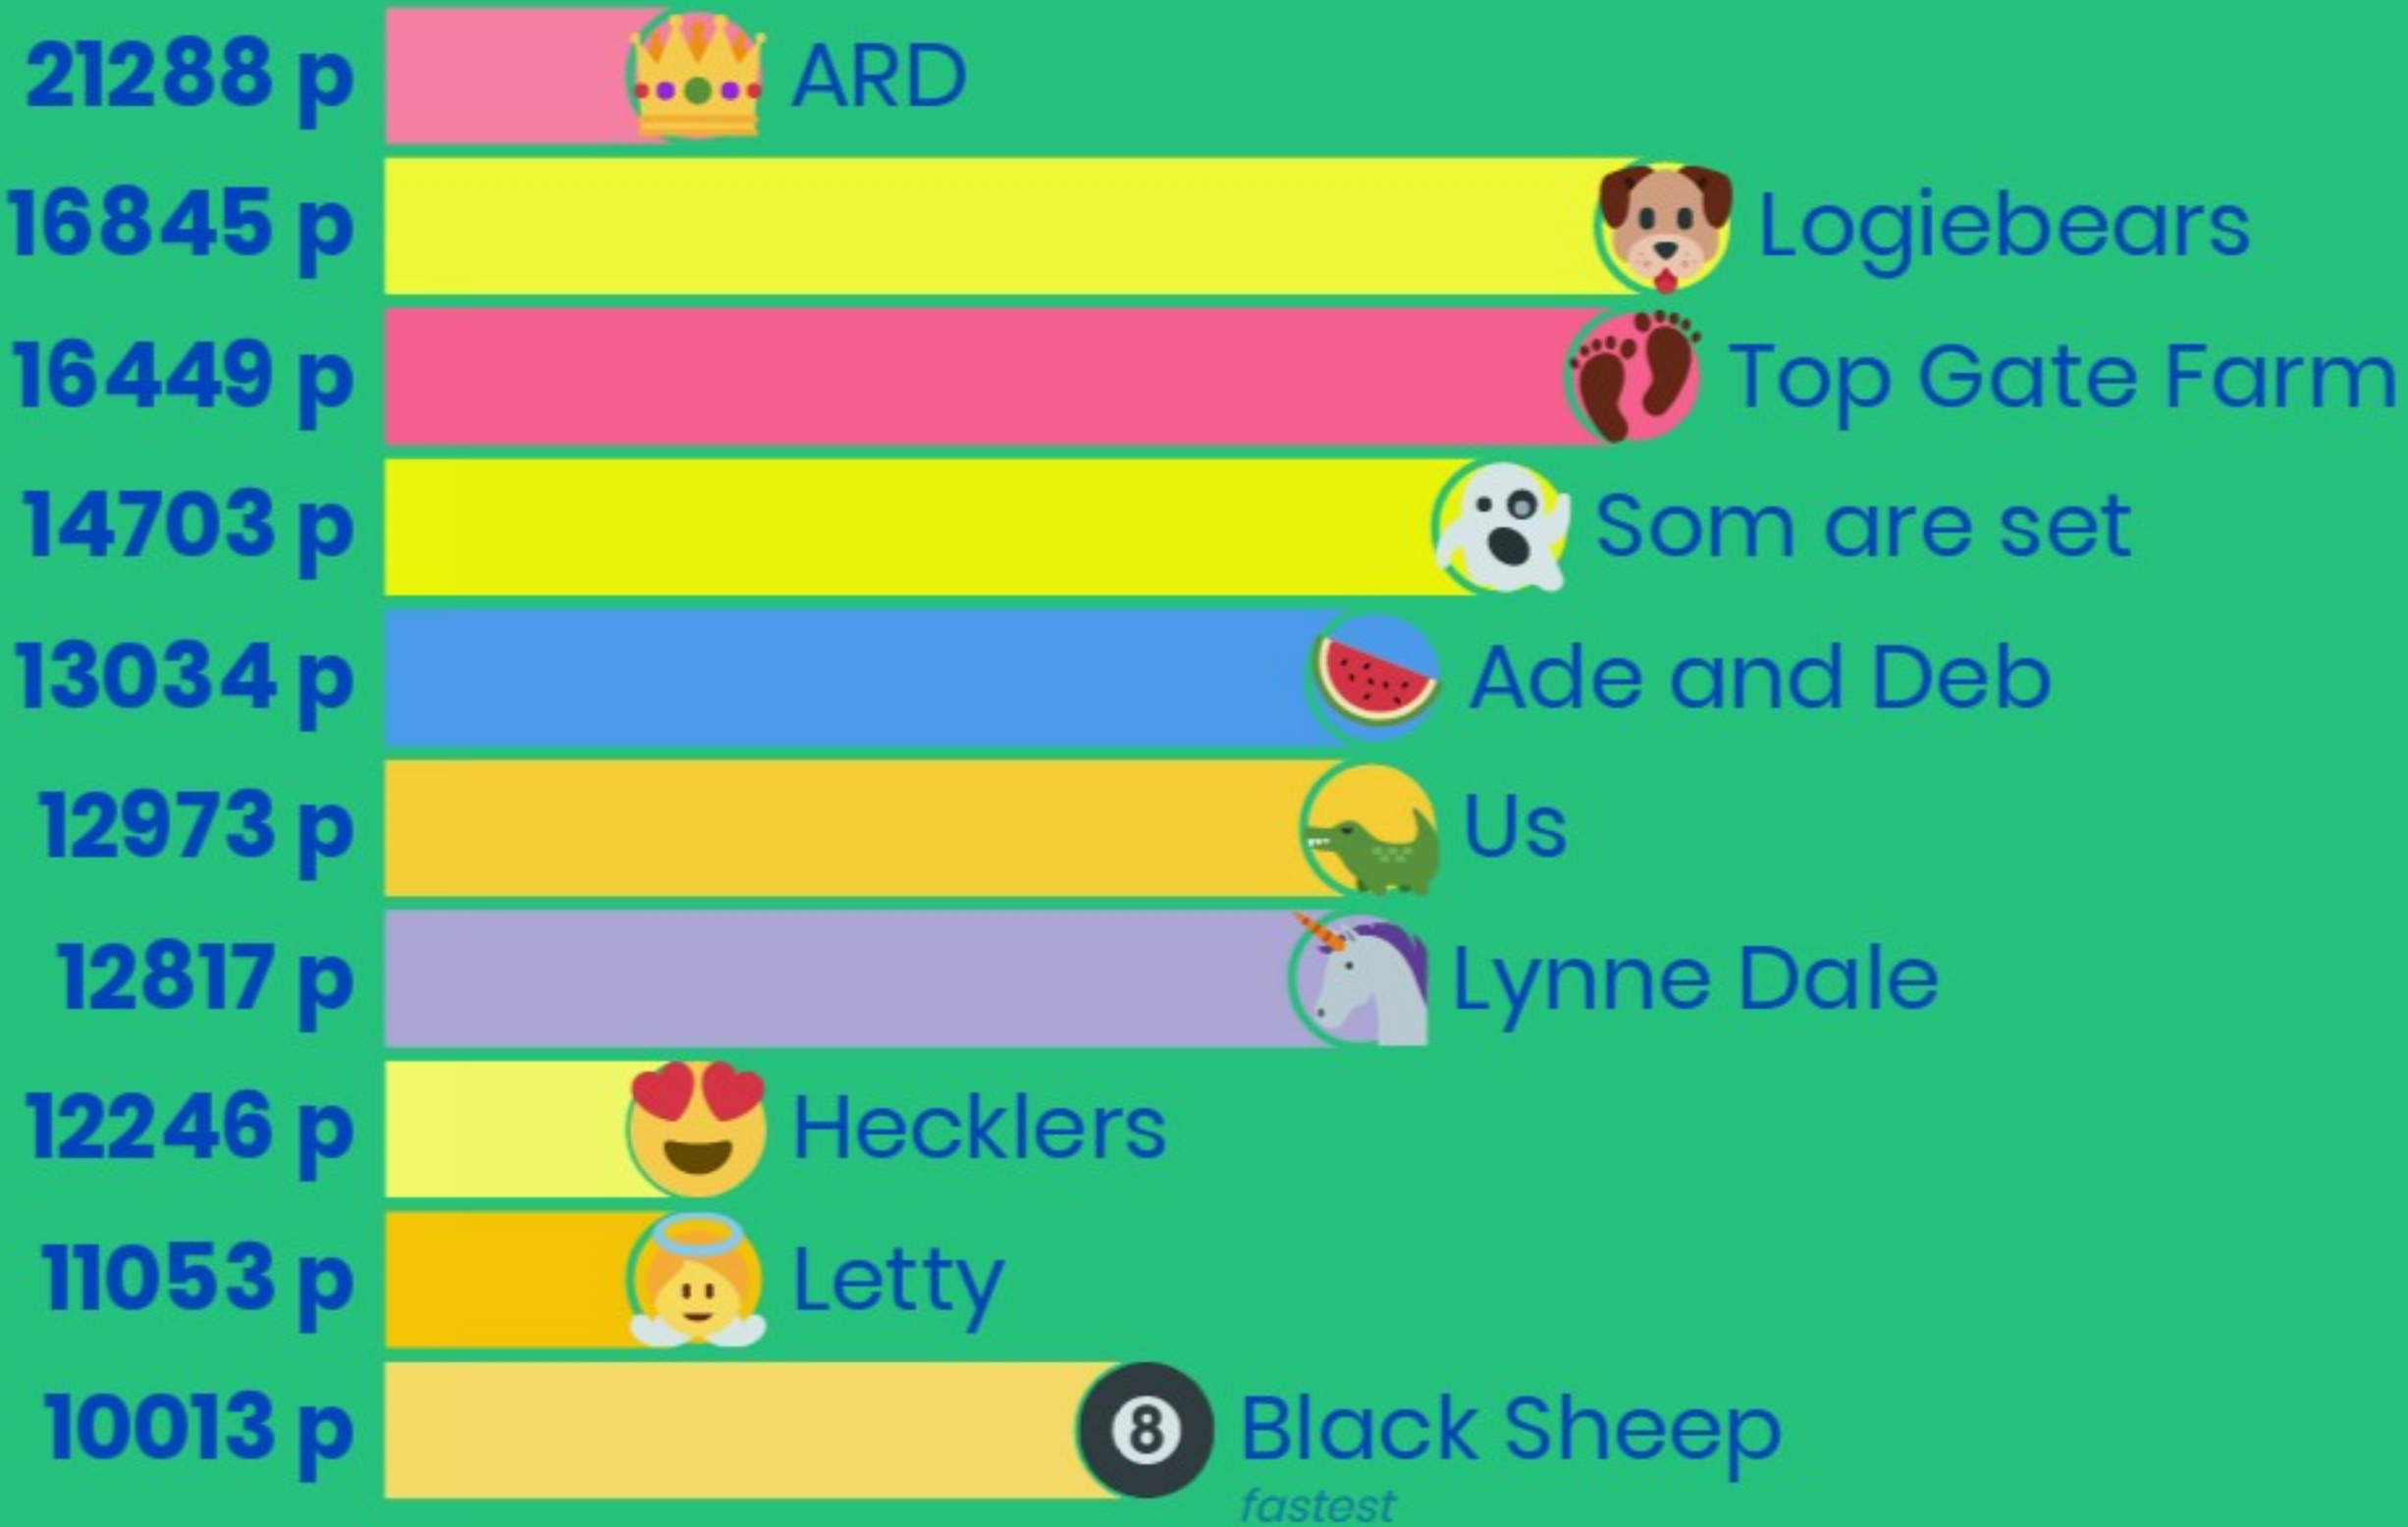 21288 p ARD
16845 p Logiebears
16449 p Top Gate Farm
14703 p Som are set
13034 p Ade and Deb
12973 p Us
12817 p Lynne Dale
12246 p Hecklers
11053 p Letty
10013 p 8 Black Sheep
fastest